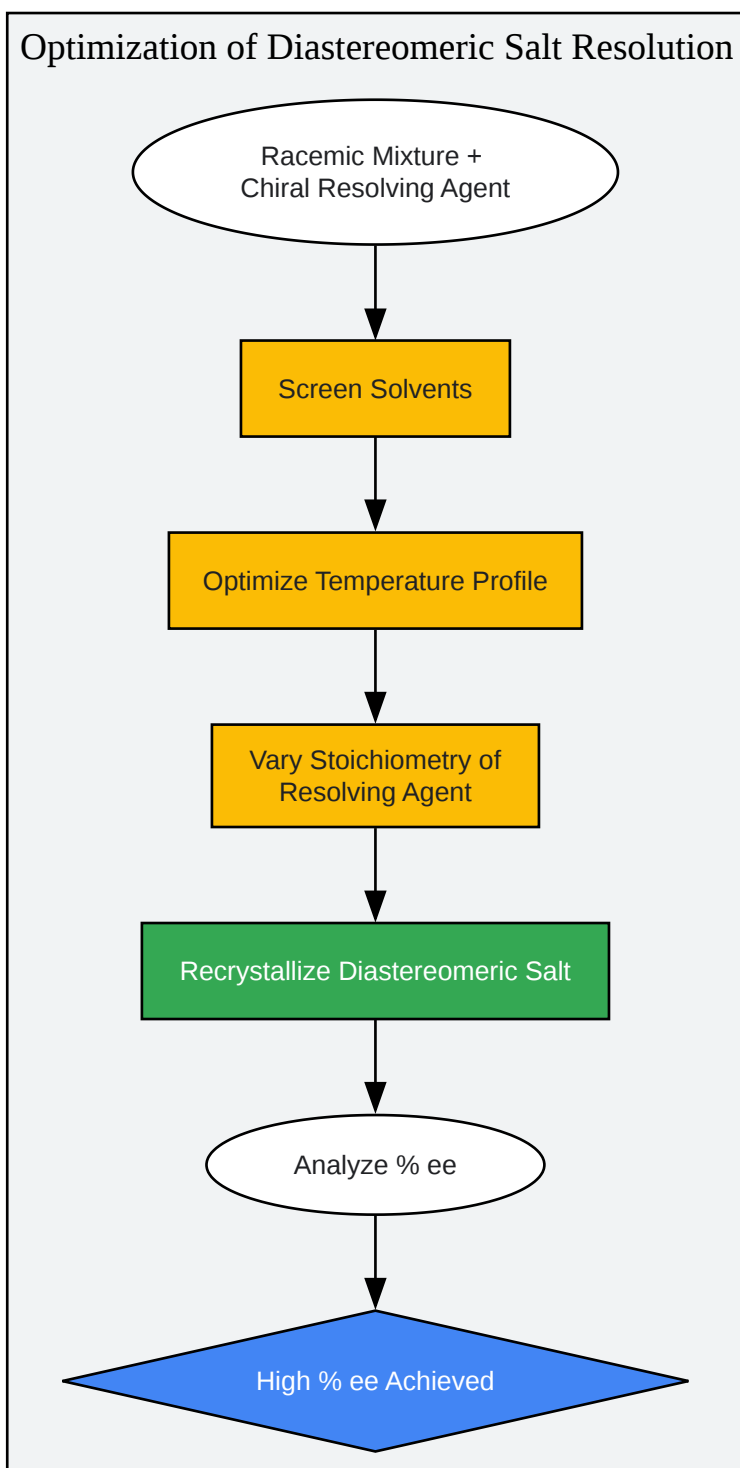 Optimization of Diastereomeric Salt Resolution
Racemic Mixture +
Chiral Resolving Agent
Screen Solvents
Optimize Temperature Profile
Vary Stoichiometry of
Resolving Agent
Recrystallize Diastereomeric Salt
Analyze % ee
High % ee Achieved